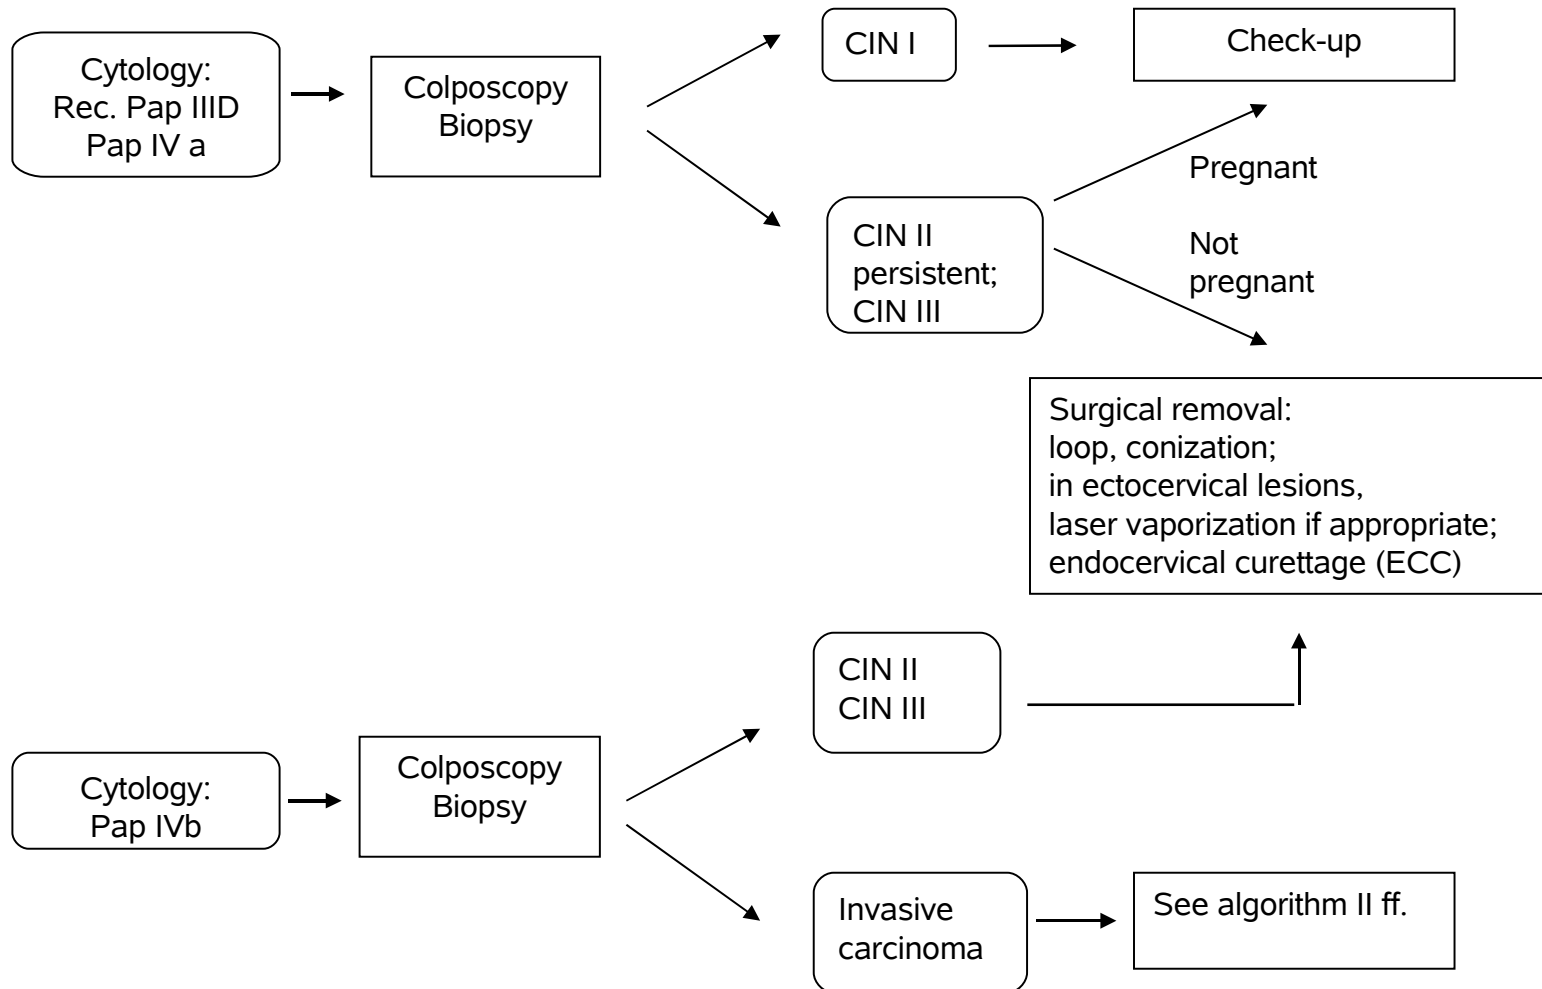 Cytology:
Rec. Pap IIID
Pap IV a
Colposcopy
Biopsy
CIN I
Check-up
Pregnant
CIN II
persistent;
CIN III
Not
pregnant
Surgical removal:
loop, conization;
in ectocervical lesions,
laser vaporization if appropriate;
endocervical curettage (ECC)
Cytology:
Pap IVb
Colposcopy
Biopsy
CIN II
CIN III
Invasive
carcinoma
See algorithm II ff.